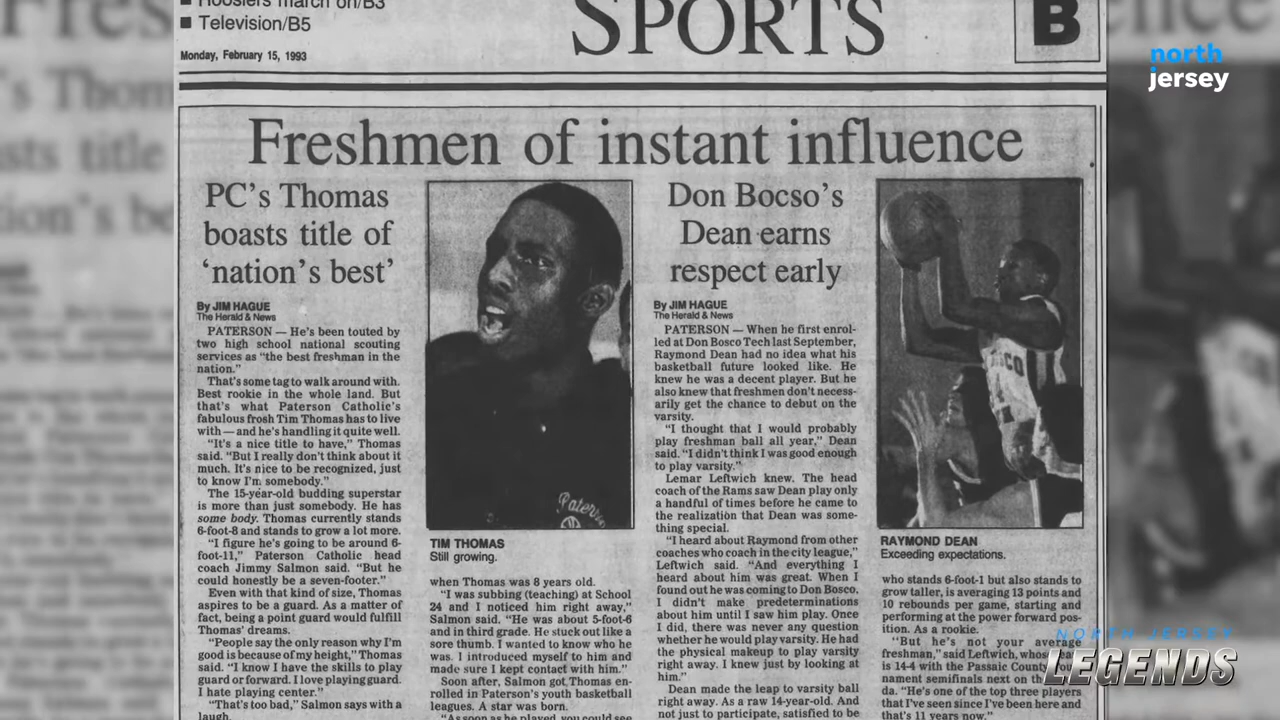 Hoosiers march on/B3
Television/B5
Monday, February 15, 1993
SPORTS
B
north
jersey
Freshmen of instant influence
PC's Thomas
boasts title of
'nation's best'
By JIM HAGUE
The Herald & News
PATERSON — He's been touted by
two high school national scouting
services as "the best freshman in the
nation."
That's some tag to walk around with.
Best rookie in the whole land. But
that's what Paterson Catholic's
fabulous frosh Tim Thomas has to live
with — and he's handling it quite well.
"It's a nice title to have," Thomas
said. "But I really don't think about it
much. It's nice to be recognized, just
to know I'm somebody."
The 15-year-old budding superstar
is more than just somebody. He has
some body. Thomas currently stands
6-foot-8 and stands to grow a lot more.
"I figure he's going to be around 6-
foot-11," Paterson Catholic head
coach Jimmy Salmon said. "But he
could honestly be a seven-footer."
Even with that kind of size, Thomas
aspires to be a guard. As a matter of
fact, being a point guard would fulfill
Thomas' dreams.
"People say the only reason why I'm
good is because of my height," Thomas
said. "I know I have the skills to play
guard or forward. I love playing guard.
I hate playing center."
"That's too bad," Salmon says with a
laugh.
TIM THOMAS
Still growing.
when Thomas was 8 years old.
"I was subbing (teaching) at School
24 and I noticed him right away,"
Salmon said. "He was about 5-foot-6
and in third grade. He stuck out like a
sore thumb. I wanted to know who he
was. I introduced myself to him and
made sure I kept contact with him."
Soon after, Salmon got Thomas en-
rolled in Paterson's youth basketball
leagues. A star was born.
"As soon as he played, you could see
Don Bocso's
Dean earns
respect early
By JIM HAGUE
The Herald & News
PATERSON — When he first enrol-
led at Don Bosco Tech last September,
Raymond Dean had no idea what his
basketball future looked like. He
knew he was a decent player. But he
also knew that freshmen don't necess-
arily get the chance to debut on the
varsity.
"I thought that I would probably
play freshman ball all year," Dean
said. "I didn't think I was good enough
to play varsity."
Lemar Leftwich knew. The head
coach of the Rams saw Dean play only
a handful of times before he came to
the realization that Dean was some-
thing special.
"I heard about Raymond from other
coaches who coach in the city league,"
Leftwich said. "And everything I
heard about him was great. When I
found out he was coming to Don Bosco,
I didn't make predeterminations
about him until I saw him play. Once
I did, there was never any question
whether he would play varsity. He had
the physical makeup to play varsity
right away. I knew just by looking at
him."
Dean made the leap to varsity ball
right away. As a raw 14-year-old. And
not just to participate, satisfied to be
RAYMOND DEAN
Exceeding expectations.
who stands 6-foot-1 but also stands to
grow taller, is averaging 13 points and
10 rebounds per game, starting and
performing at the power forward pos-
ition. As a rookie.
"But he's not your average
freshman," said Leftwich, whose
is 14-4 with the Passaic
nament semifinals next on the
da. "He's one of the top three players
that I've seen since I've been here and
that's 11 years now."
NORTH JERSEY
LEGENDS